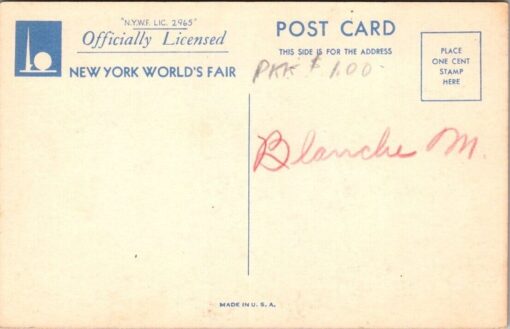 "N.Y.W.F. LIC. 2965"
Officially Licensed
NEW YORK WORLD'S FAIR
POST CARD
THIS SIDE IS FOR THE ADDRESS
$1.00-
PLACE
ONE CENT
STAMP
HERE
Blanche M.
MADE IN U.S.A.